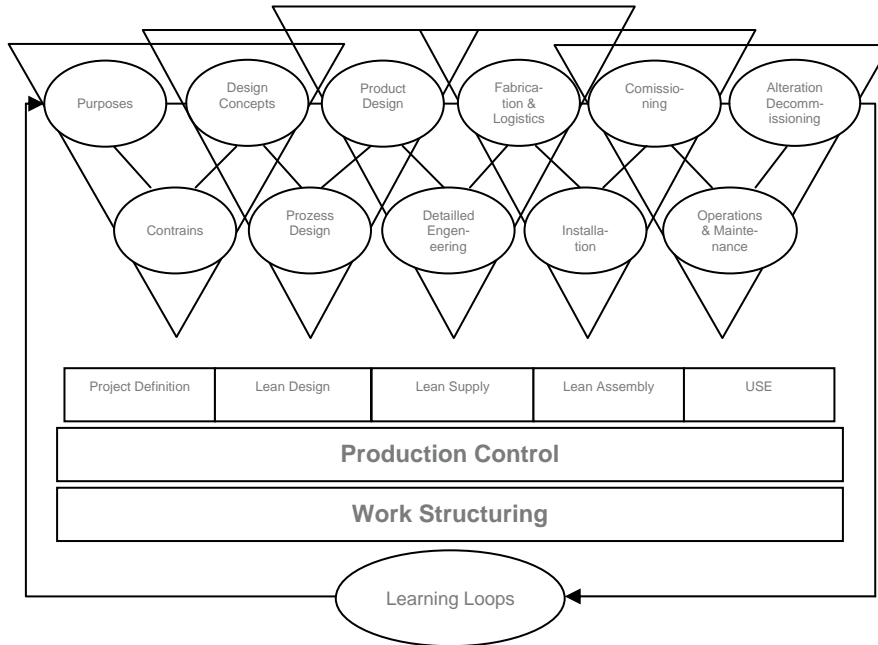 Purposes
Design
Concepts
Product
Design
Fabrica-
tion &
Logistics
Comissio-
ning
Alteration
Decomm-
issioning
Contrains
Prozess
Design
Detailled
Engen-
eering
Installa-
tion
Operations
& Mainte-
nance
Project Definition
Lean Design
Lean Supply
Lean Assembly
USE
Production Control
Work Structuring
Learning Loops